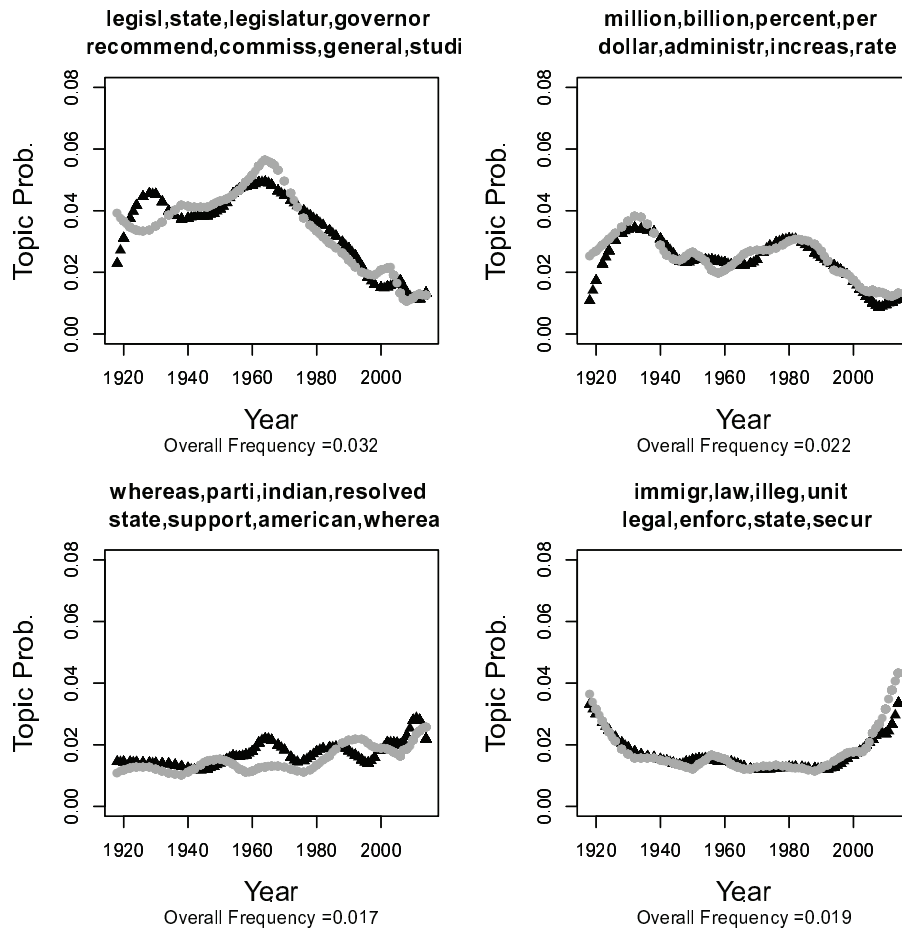 legisl,state,legislatur,governor
recommend,commiss,general,studi
Topic Prob.
0.08
0.06
0.04
0.02
0.00
1920 1940 1960 1980 2000
Year
Overall Frequency =0.032
million,billion,percent,per
dollar,administr,increas,rate
Topic Prob.
0.08
0.06
0.04
0.02
0.00
1920 1940 1960 1980 2000
Year
Overall Frequency =0.022
whereas,parti,indian,resolved
state,support,american,wherea
Topic Prob.
0.08
0.06
0.04
0.02
0.00
1920 1940 1960 1980 2000
Year
Overall Frequency =0.017
immigr,law,illeg,unit
legal,enforc,state,secur
Topic Prob.
0.08
0.06
0.04
0.02
0.00
1920 1940 1960 1980 2000
Year
Overall Frequency =0.019